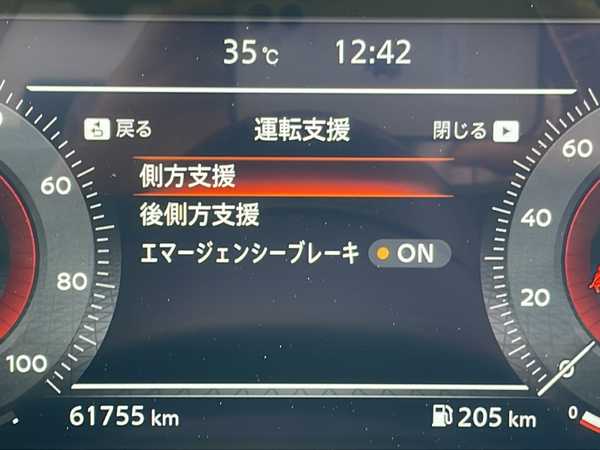 35℃ 12:42
戻る 運転支援 閉じる
側方支援
後側方支援
エマージェンシーブレーキ ON
60 60
80 40
100 20
0
61755 km 205 km 0